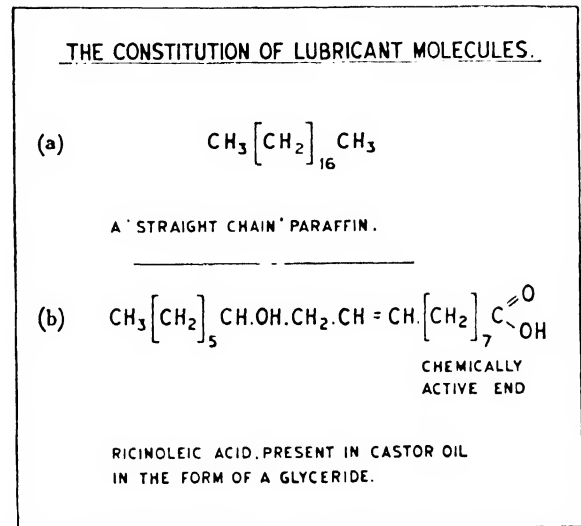 THE CONSTITUTION OF LUBRICANT MOLECULES.
(a) CH₃[CH₂]₁₆CH₃
A 'STRAIGHT CHAIN' PARAFFIN.
(b) CH₃[CH₂]₅CH.OH.CH₂.CH = CH.[CH₂]₇C=O OH
CHEMICALLY
ACTIVE END
RICINOLEIC ACID. PRESENT IN CASTOR OIL
IN THE FORM OF A GLYCERIDE.